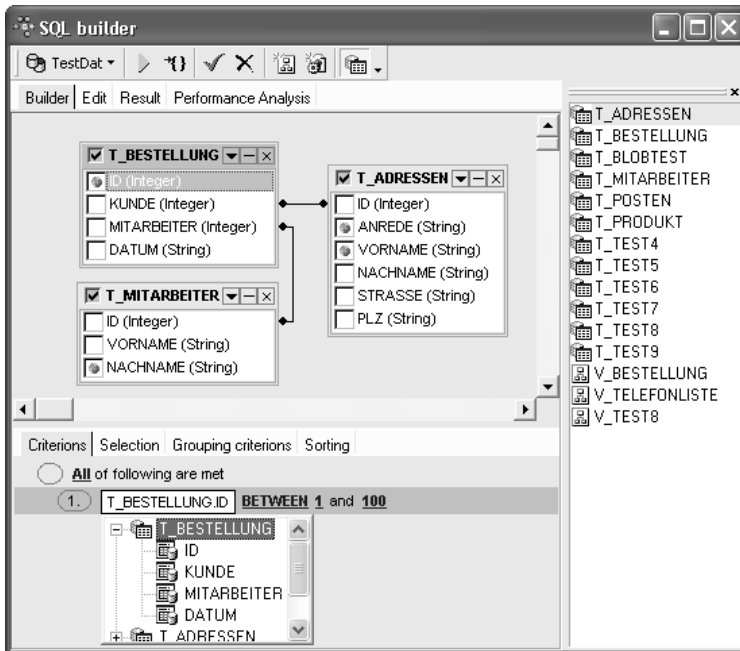 SQL builder
TestDat
Builder Edit Result Performance Analysis
T_BESTELLUNG
ID (Integer)
KUNDE (Integer)
MITARBEITER (Integer)
DATUM (String)
T_ADRESSEN
ID (Integer)
ANREDE (String)
VORNAME (String)
NACHNAME (String)
STRASSE (String)
PLZ (String)
T_MITARBEITER
ID (Integer)
VORNAME (String)
NACHNAME (String)
T_ADRESSEN
T_BESTELLUNG
T_BLOBTEST
T_MITARBEITER
T_POSTEN
T_PRODUKT
T_TEST4
T_TEST5
T_TEST6
T_TEST7
T_TEST8
T_TEST9
V_BESTELLUNG
V_TELEFONLISTE
V_TEST8
Criterions Selection Grouping criterions Sorting
All of following are met
1. T_BESTELLUNG.ID BETWEEN 1 and 100
T_BESTELLUNG
ID
KUNDE
MITARBEITER
DATUM
T_ADRESSEN